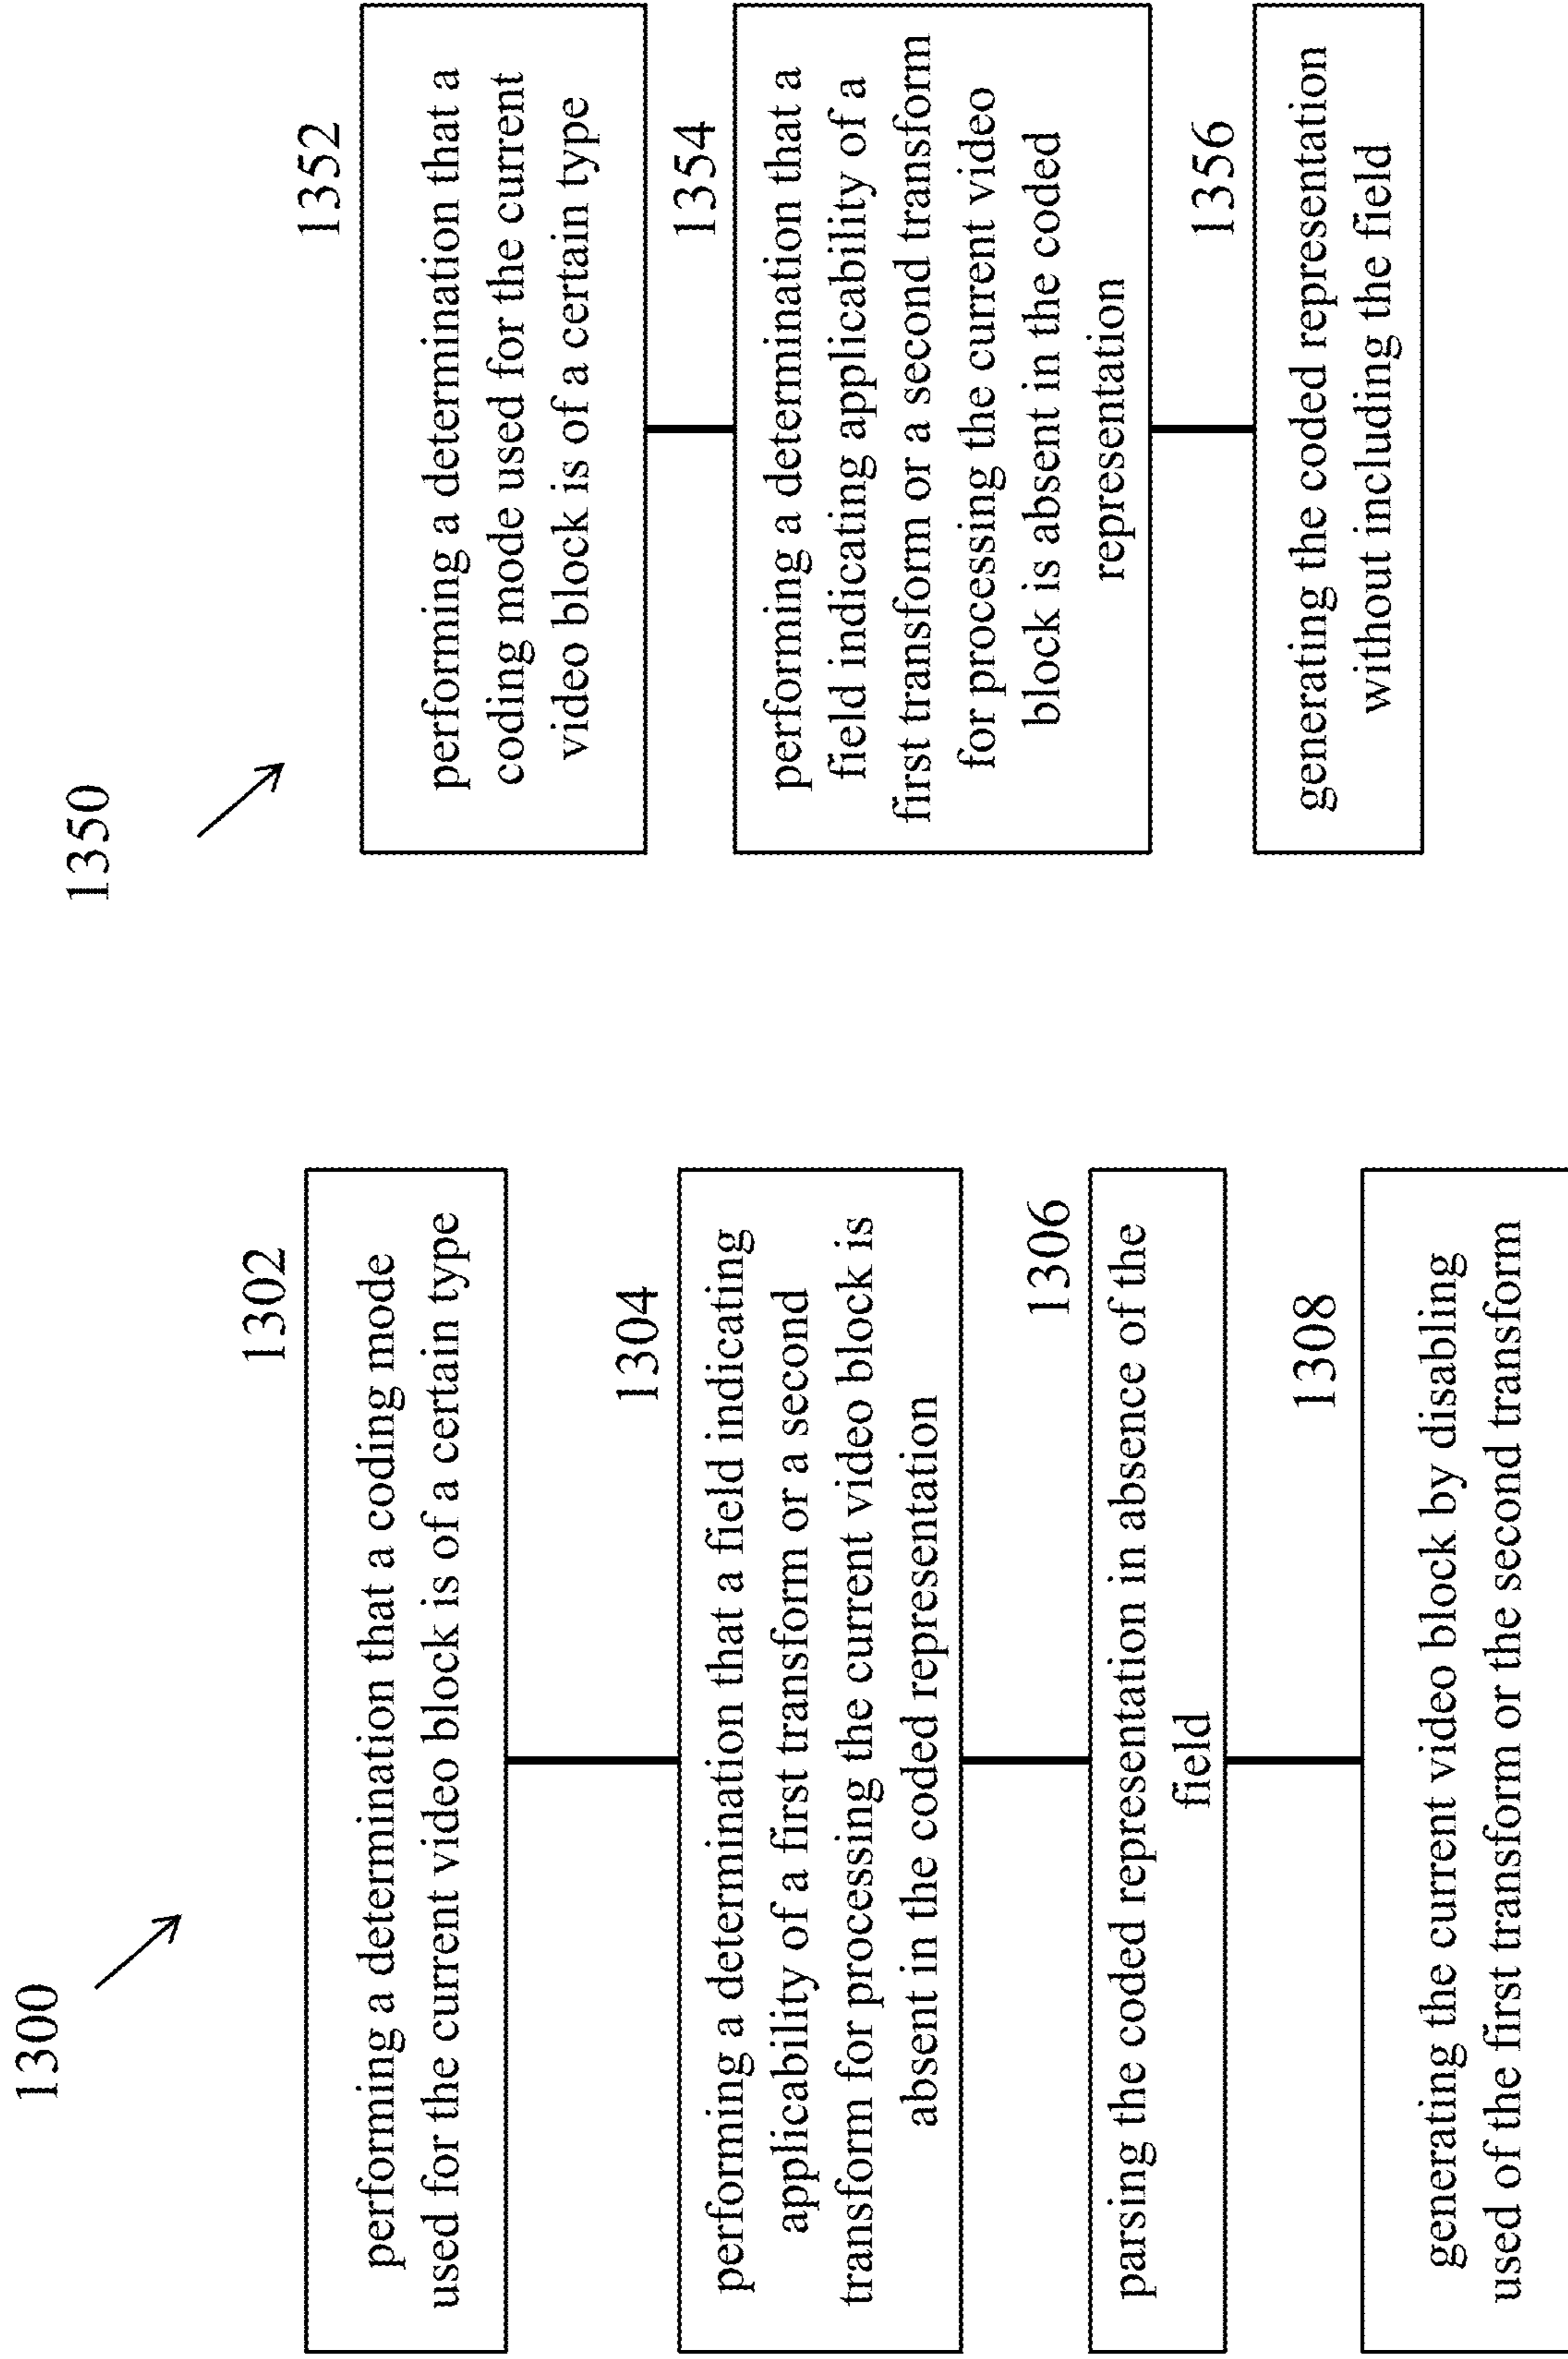 1300
1302
performing a determination that a coding mode
used for the current video block is of a certain type
1304
performing a determination that a field indicating
applicability of a first transform or a second
transform for processing the current video block is
absent in the coded representation
1306
parsing the coded representation in absence of the
field
1308
generating the current video block by disabling
used of the first transform or the second transform
1350
1352
performing a determination that a
coding mode used for the current
video block is of a certain type
1354
performing a determination that a
field indicating applicability of a
first transform or a second transform
for processing the current video
block is absent in the coded
representation
1356
generating the coded representation
without including the field